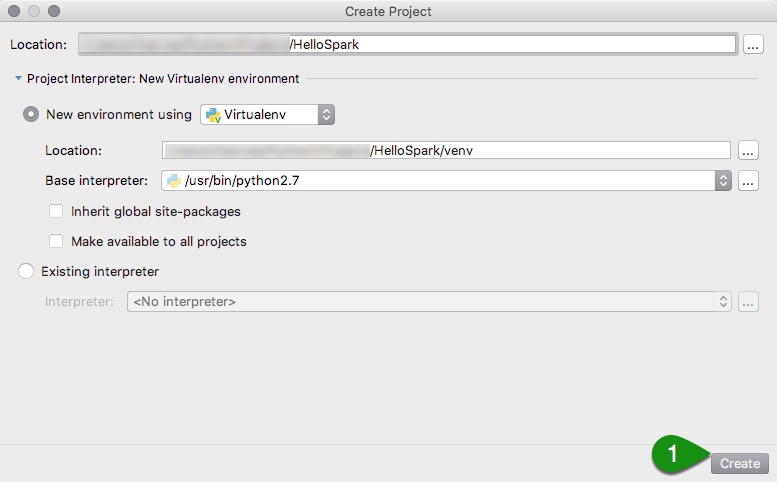 Create Project
Location: /HelloSpark ...
Project Interpreter: New Virtualenv environment
New environment using Virtualenv
Location: /HelloSpark/venv ...
Base interpreter: /usr/bin/python2.7 ...
Inherit global site-packages
Make available to all projects
Existing interpreter
Interpreter: <No interpreter> ...
1 Create